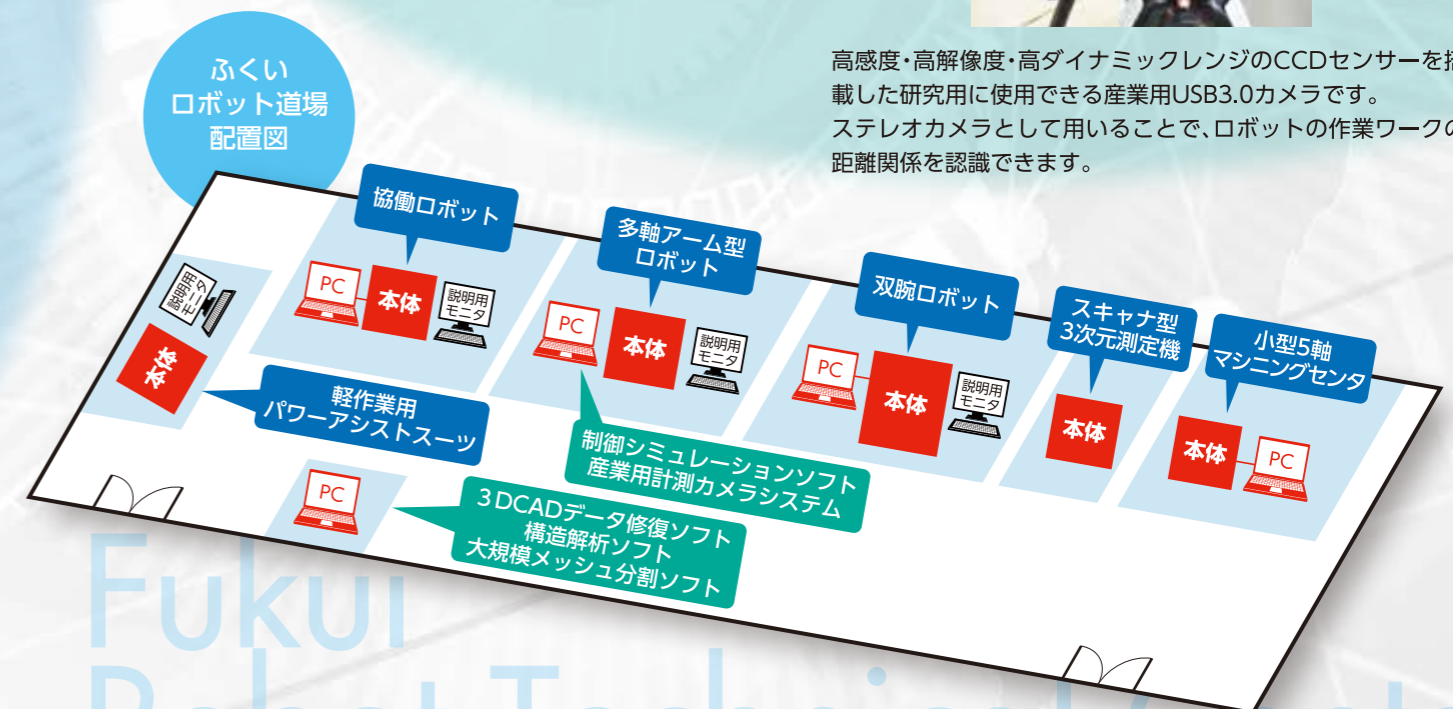 高感度・高解像度・高ダイナミックレンジのCCDセンサーを搭
載した研究用に使用できる産業用USB3.0カメラです。
ステレオカメラとして用いることで、ロボットの作業ワークの
距離関係を認識できます。
ふくい
ロボット道場
配置図
協働ロボット
PC
本体
説明用
モニタ
多軸アーム型
ロボット
PC
本体
説明用
モニタ
双腕ロボット
PC
本体
説明用
モニタ
スキャナ型
3次元測定機
本体
小型5軸
マシニングセンタ
本体
PC
説明用
モニタ
本体
軽作業用
パワーアシストスーツ
制御シミュレーションソフト
産業用計測カメラシステム
PC
3DCADデータ修復ソフト
構造解析ソフト
大規模メッシュ分割ソフト
Fukui
Robot Technical